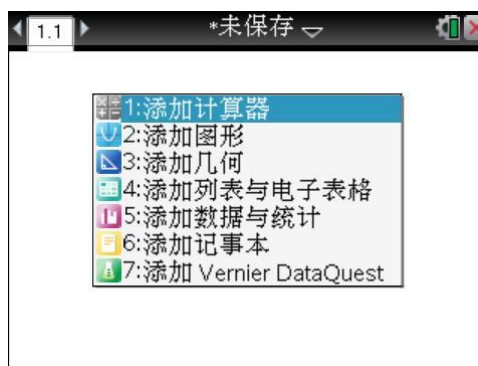 1.1
*未保存
1:添加计算器
2:添加图形
3:添加几何
4:添加列表与电子表格
5:添加数据与统计
6:添加记事本
7:添加 Vernier DataQuest